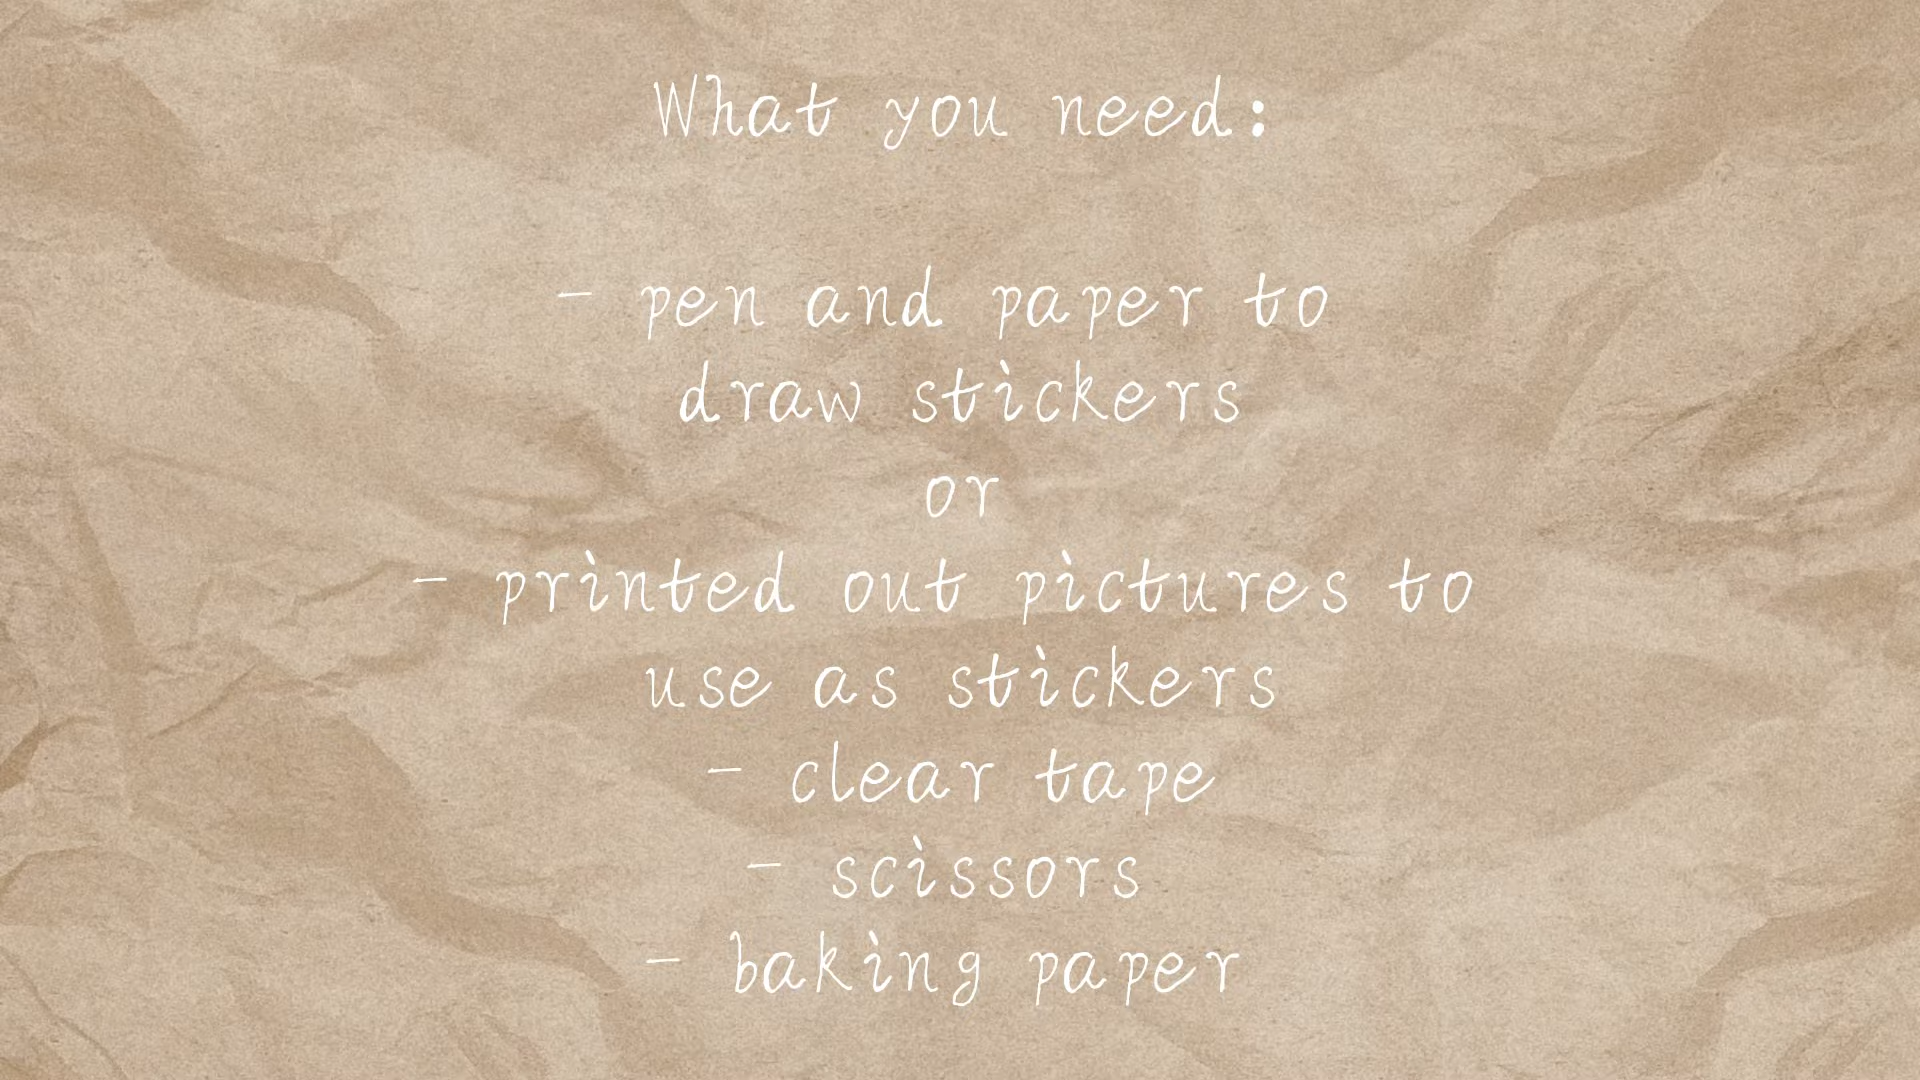 What you need:
- pen and paper to
draw stickers
or
- printed out pictures to
use as stickers
- clear tape
- scissors
- baking paper